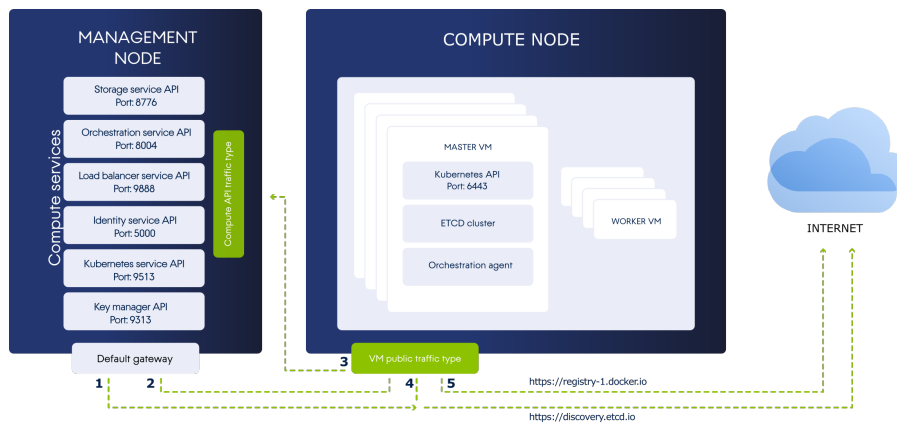 MANAGEMENT
NODE
Compute services
Storage service API
Port: 8776
Orchestration service API
Port: 8004
Load balancer service API
Port: 9888
Identity service API
Port: 5000
Kubernetes service API
Port: 9513
Key manager API
Port: 9313
Compute API traffic type
Default gateway
COMPUTE NODE
MASTER VM
Kubernetes API
Port: 6443
ETCD cluster
Orchestration agent
WORKER VM
VM public traffic type
INTERNET
1
2
3
4
5
https://registry-1.docker.io
https://discovery.etcd.io